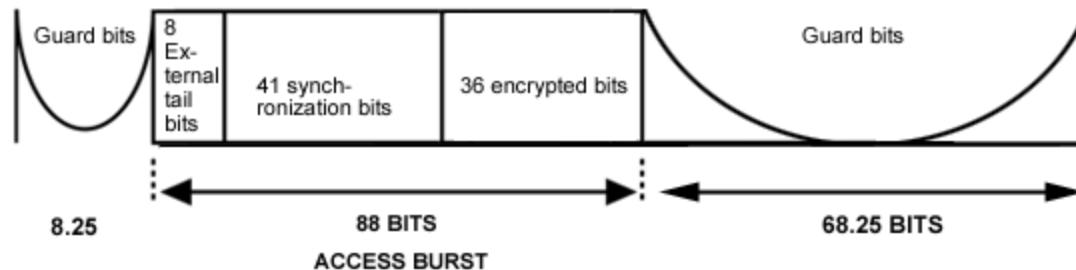 Guard bits
8
Ex-
ternal
tail
bits
41 synch-
ronization bits
36 encrypted bits
Guard bits
8.25
88 BITS
68.25 BITS
ACCESS BURST